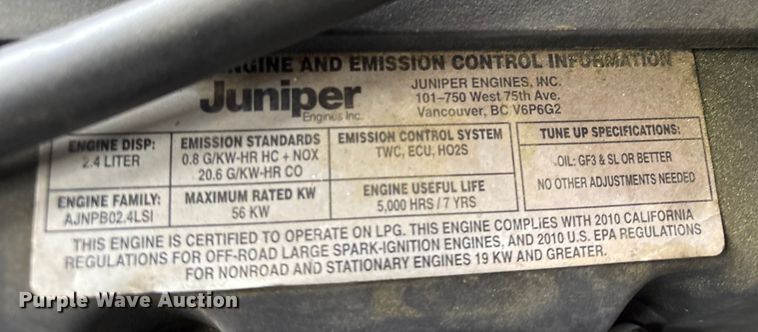 ENGINE AND EMISSION CONTROL INFORMATION
Juniper
Engines Inc.
JUNIPER ENGINES, INC.
101-750 West 75th Ave.
Vancouver, BC V6P6G2
ENGINE DISP:
2.4 LITER
EMISSION STANDARDS
0.8 G/KW-HR HC + NOX
20.6 G/KW-HR CO
EMISSION CONTROL SYSTEM
TWC, ECU, HO2S
TUNE UP SPECIFICATIONS:
OIL: GF3 & SL OR BETTER
NO OTHER ADJUSTMENTS NEEDED
ENGINE FAMILY:
AJNPB02.4LSI
MAXIMUM RATED KW
56 KW
ENGINE USEFUL LIFE
5,000 HRS / 7 YRS
THIS ENGINE IS CERTIFIED TO OPERATE ON LPG. THIS ENGINE COMPLIES WITH 2010 CALIFORNIA
REGULATIONS FOR OFF-ROAD LARGE SPARK-IGNITION ENGINES, AND 2010 U.S. EPA REGULATIONS
FOR NONROAD AND STATIONARY ENGINES 19 KW AND GREATER.
Purple Wave Auction